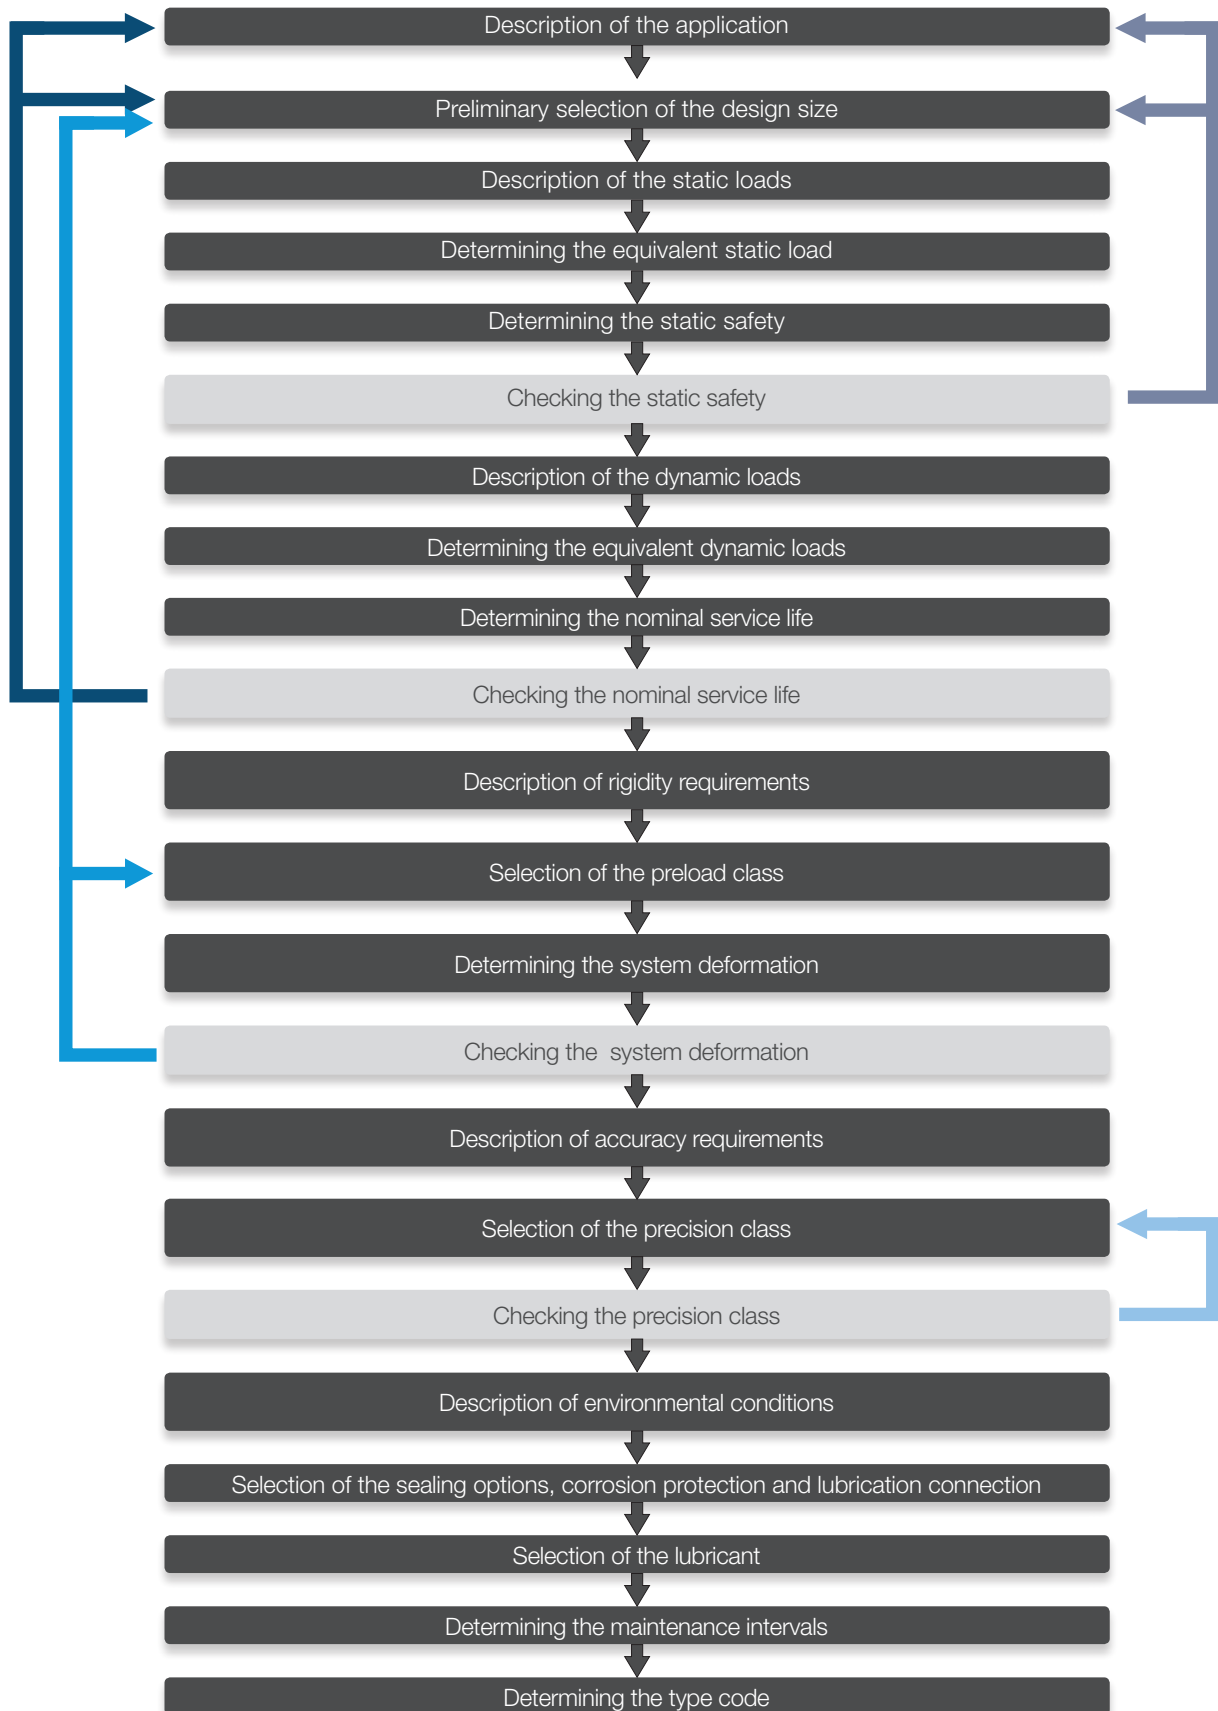 Description of the application
Preliminary selection of the design size
Description of the static loads
Determining the equivalent static load
Determining the static safety
Checking the static safety
Description of the dynamic loads
Determining the equivalent dynamic loads
Determining the nominal service life
Checking the nominal service life
Description of rigidity requirements
Selection of the preload class
Determining the system deformation
Checking the system deformation
Description of accuracy requirements
Selection of the precision class
Checking the precision class
Description of environmental conditions
Selection of the sealing options, corrosion protection and lubrication connection
Selection of the lubricant
Determining the maintenance intervals
Determining the type code